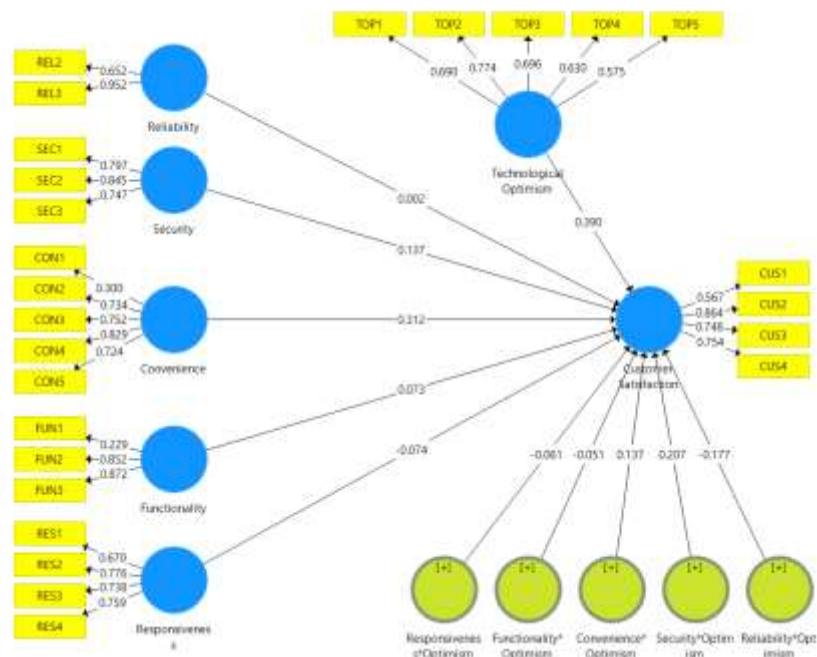 TOP1 TOP2 TOP3 TOP4 TOP5
0.690 0.774 0.696 0.630 0.575
Technological
Optimism
0.390
REL2
REL3
0.652
0.952
Reliability
0.002
SEC1
SEC2
SEC3
0.797
0.845
0.747
Security
0.137
CON1
CON2
CON3
CON4
CON5
0.300
0.734
0.752
0.829
0.724
Convenience
FUN1
FUN2
FUN3
0.229
0.852
0.872
Functionality
0.073
RES1
RES2
RES3
RES4
0.670
0.776
0.738
0.759
Responsivenes
s
-0.074
CUS1
CUS2
CUS3
CUS4
0.567
0.864
0.746
0.754
Customer
Satisfaction
-0.061 -0.051 0.137 0.207 -0.177
[+] [+] [+] [+] [+]
Responsivenes
s*Optimism
Functionality*
Optimism
Convenience*
Optimism
Security*Optim
ism
Reliability*Opt
imism